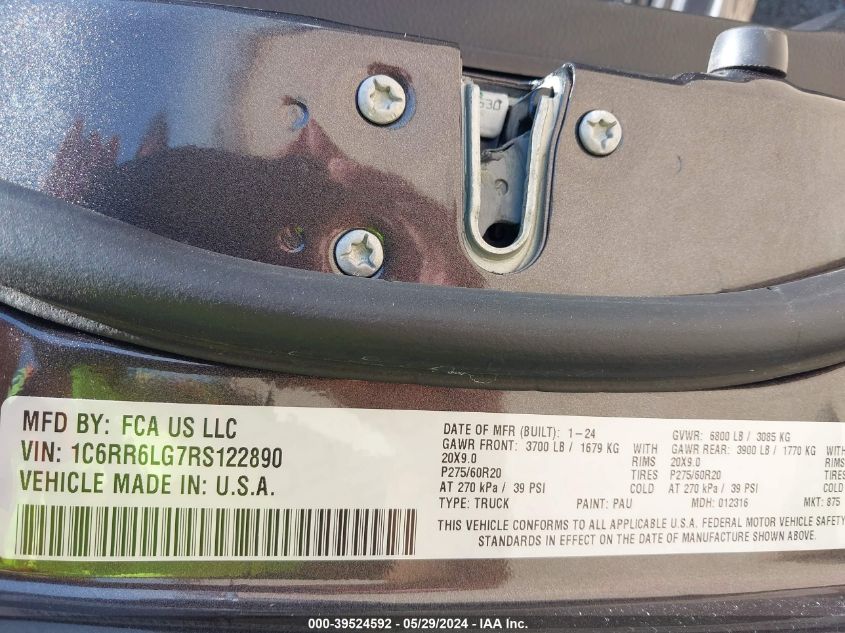 530
MFD BY: FCA US LLC
VIN: 1C6RR6LG7RS122890
VEHICLE MADE IN: U.S.A.
DATE OF MFR (BUILT): 1-24
GAWR FRONT: 3700 LB / 1679 KG WITH
20X9.0 RIMS
P275/60R20 TIRES
AT 270 kPa / 39 PSI COLD
TYPE: TRUCK PAINT: PAU
GVWR: 6800 LB / 3085 KG
GAWR REAR: 3900 LB / 1770 KG WITH
20X9.0 RIMS
P275/60R20 TIRES
AT 270 kPa / 39 PSI COLD
MDH: 012316 MKT: 875
THIS VEHICLE CONFORMS TO ALL APPLICABLE U.S.A. FEDERAL MOTOR VEHICLE SAFETY
STANDARDS IN EFFECT ON THE DATE OF MANUFACTURE SHOWN ABOVE.
000-39524592 - 05/29/2024 - IAA Inc.